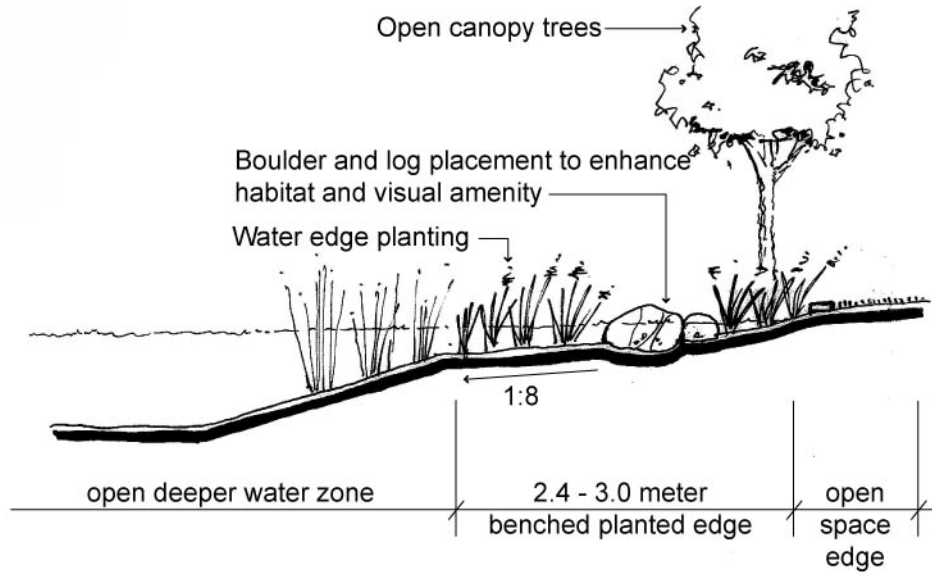 Open canopy trees
Boulder and log placement to enhance
habitat and visual amenity
Water edge planting
1:8
open deeper water zone
2.4 - 3.0 meter
benched planted edge
open
space
edge